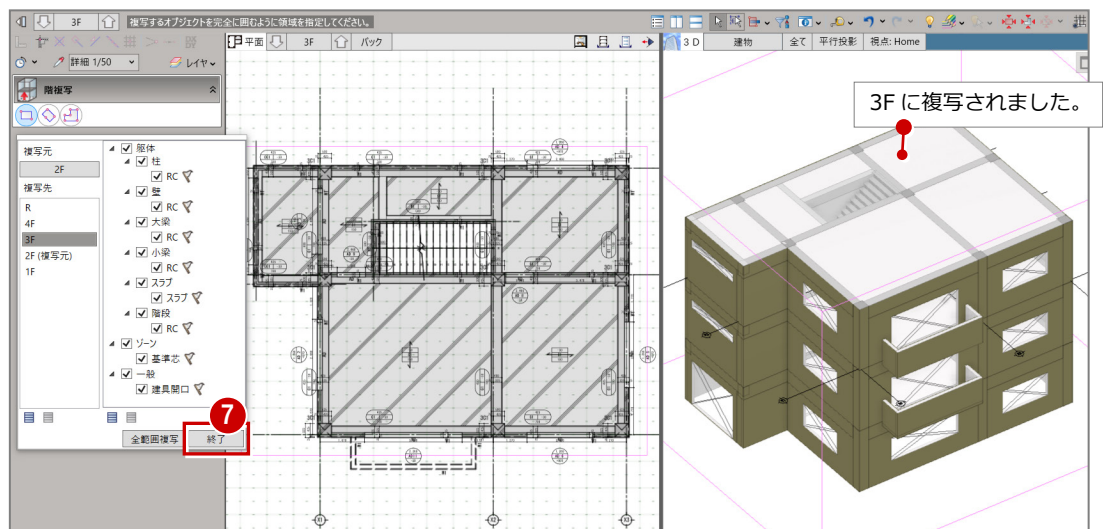 3F
複写するオブジェクトを完全に囲むように領域を指定してください。
詳細 1/50
レイヤ
階複写
複写元
2F
複写先
R
4F
3F
2F (複写元)
1F
躯体
柱
RC
壁
RC
大梁
RC
小梁
RC
スラブ
スラブ
階段
RC
ゾーン
基準芯
一般
建具開口
全範囲複写
終了
7
平面
3F
バック
X1
X2
X3
3 D
建物
全て
平行投影
視点: Home
3F に複写されました。